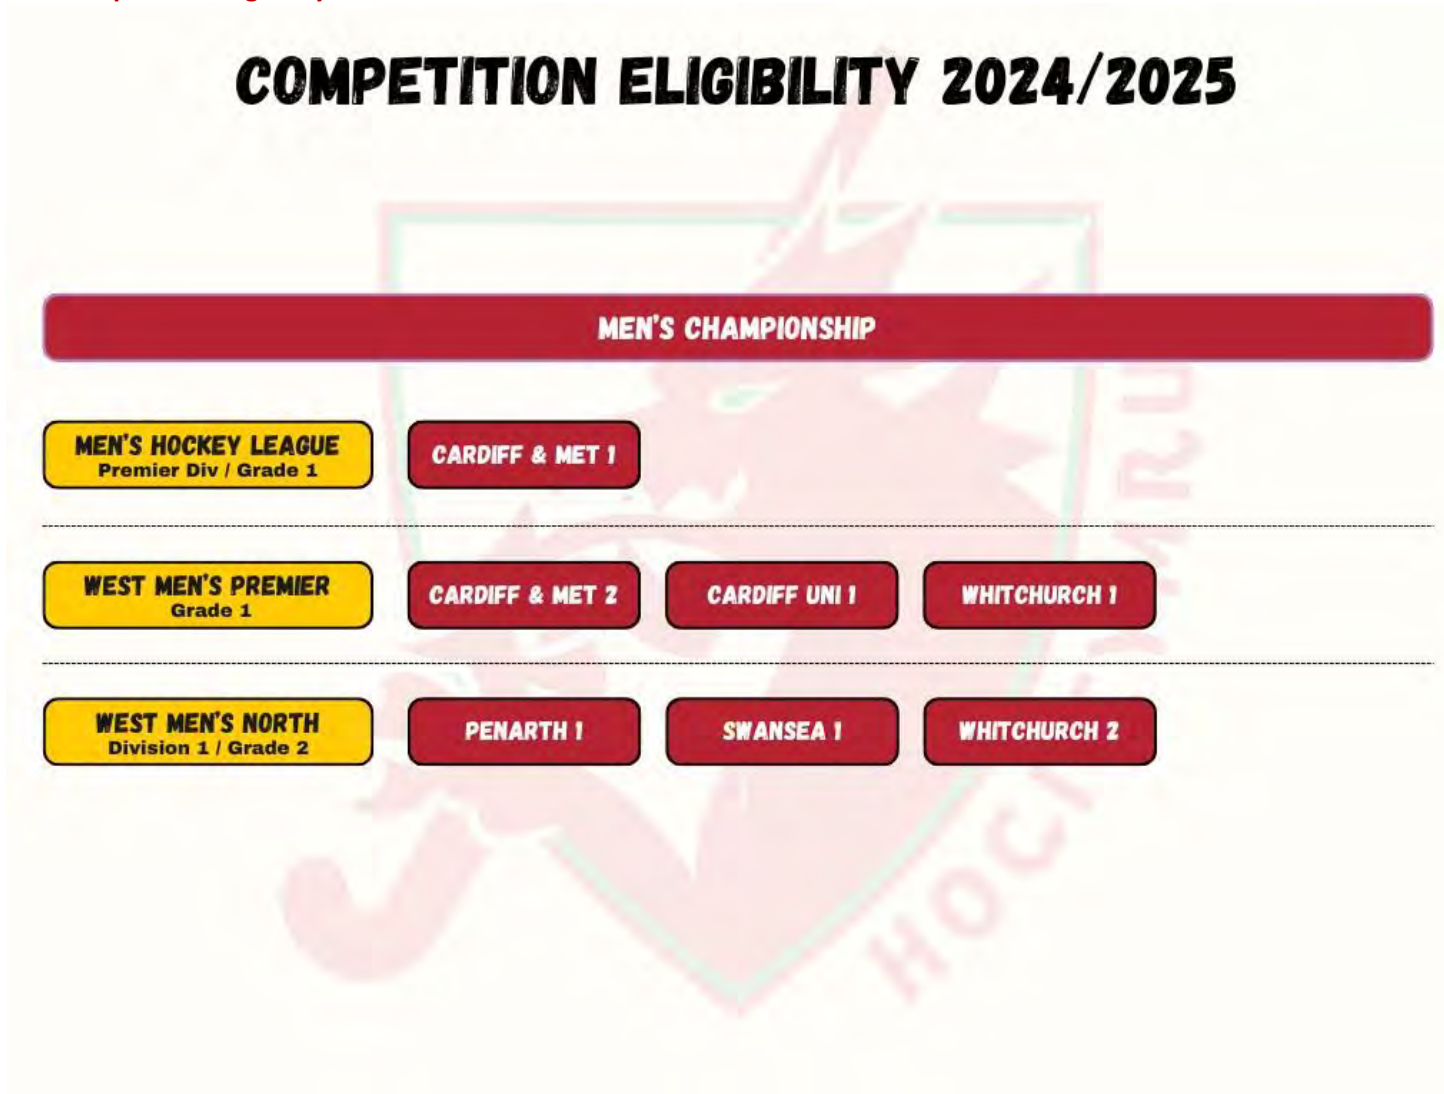 COMPETITION ELIGIBILITY 2024/2025
MEN'S CHAMPIONSHIP
MEN'S HOCKEY LEAGUE
Premier Div / Grade 1
CARDIFF & MET 1
WEST MEN'S PREMIER
Grade 1
CARDIFF & MET 2
CARDIFF UNI 1
WHITCHURCH 1
WEST MEN'S NORTH
Division 1 / Grade 2
PENARTH 1
SWANSEA 1
WHITCHURCH 2